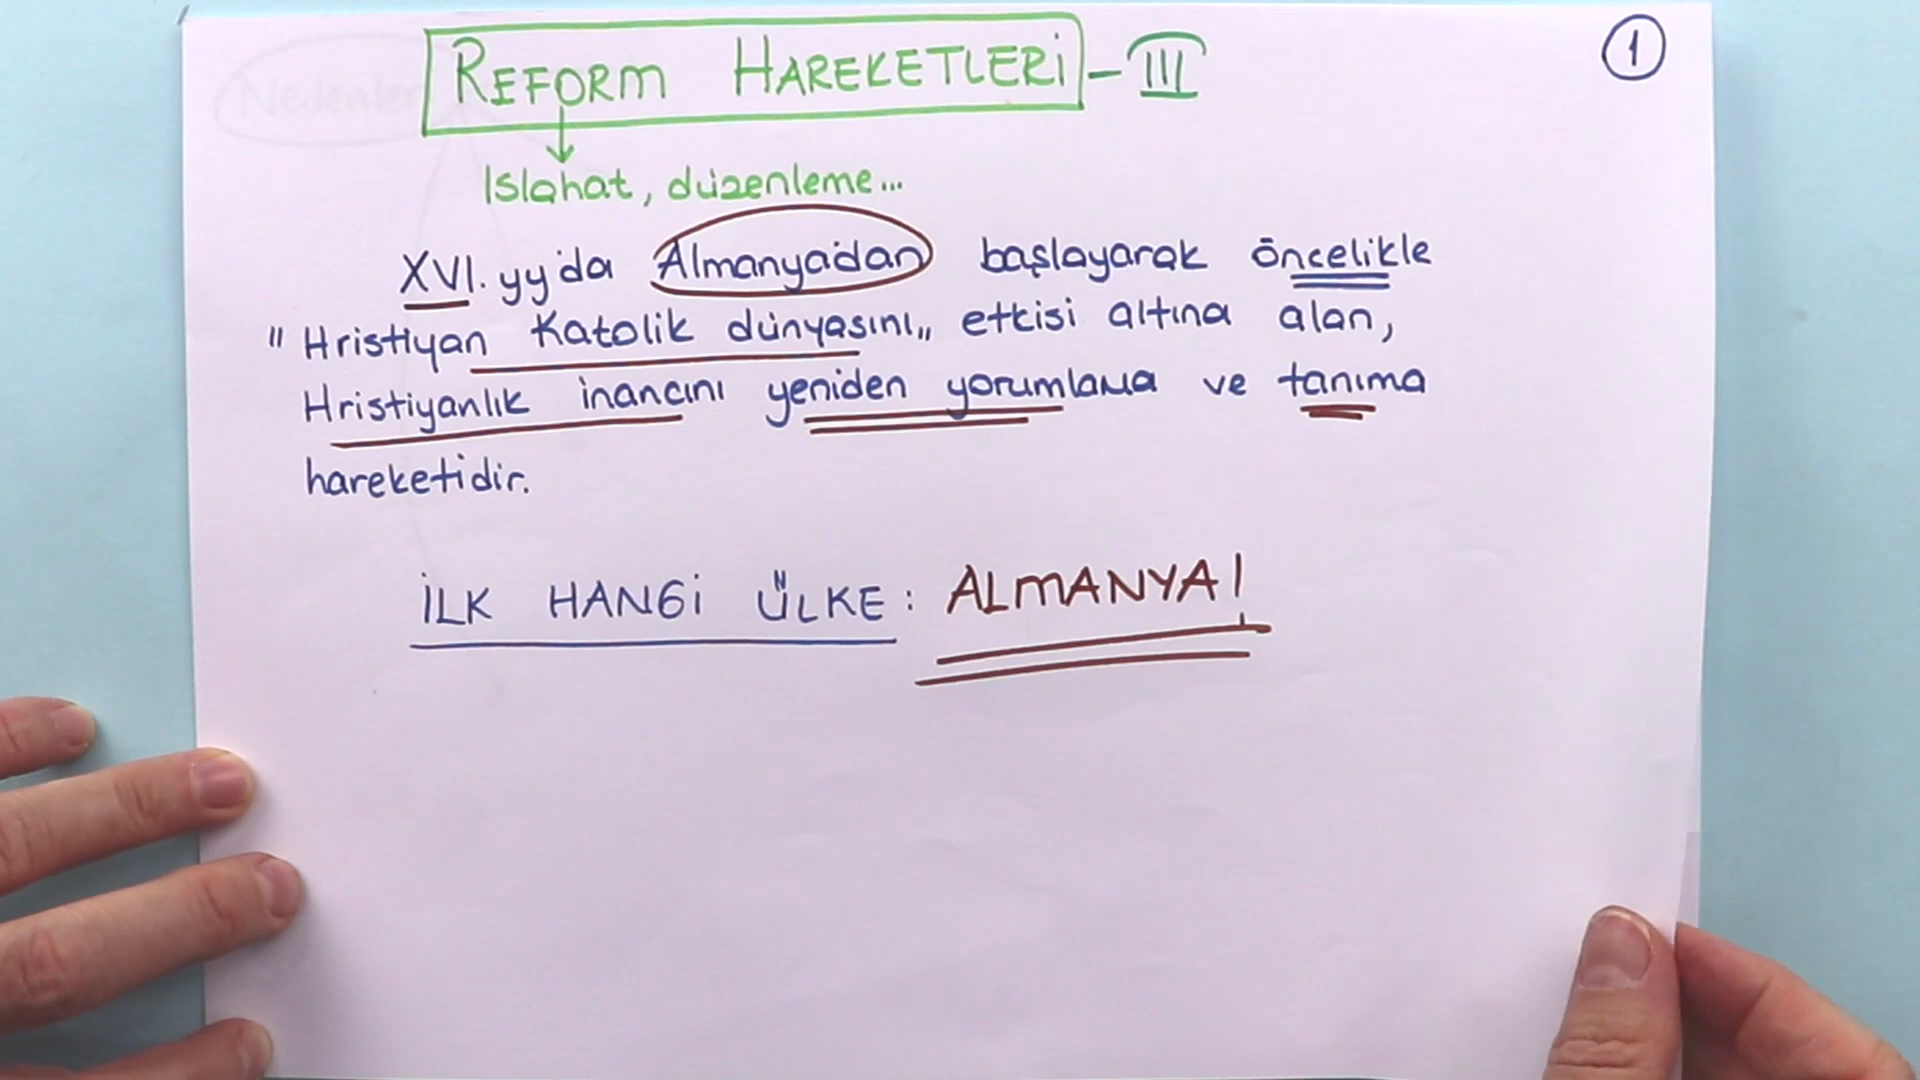 REFORM HAREKETLERİ - III
1
Islahat, düzenleme...
XVI. yy'da Almanya'dan başlayarak öncelikle
" Hristiyan Katolik dünyasını,, etkisi altına alan,
Hristiyanlık inancını yeniden yorumlama ve tanıma
hareketidir.
İLK HANGİ ÜLKE : ALMANYA!
Nedenler